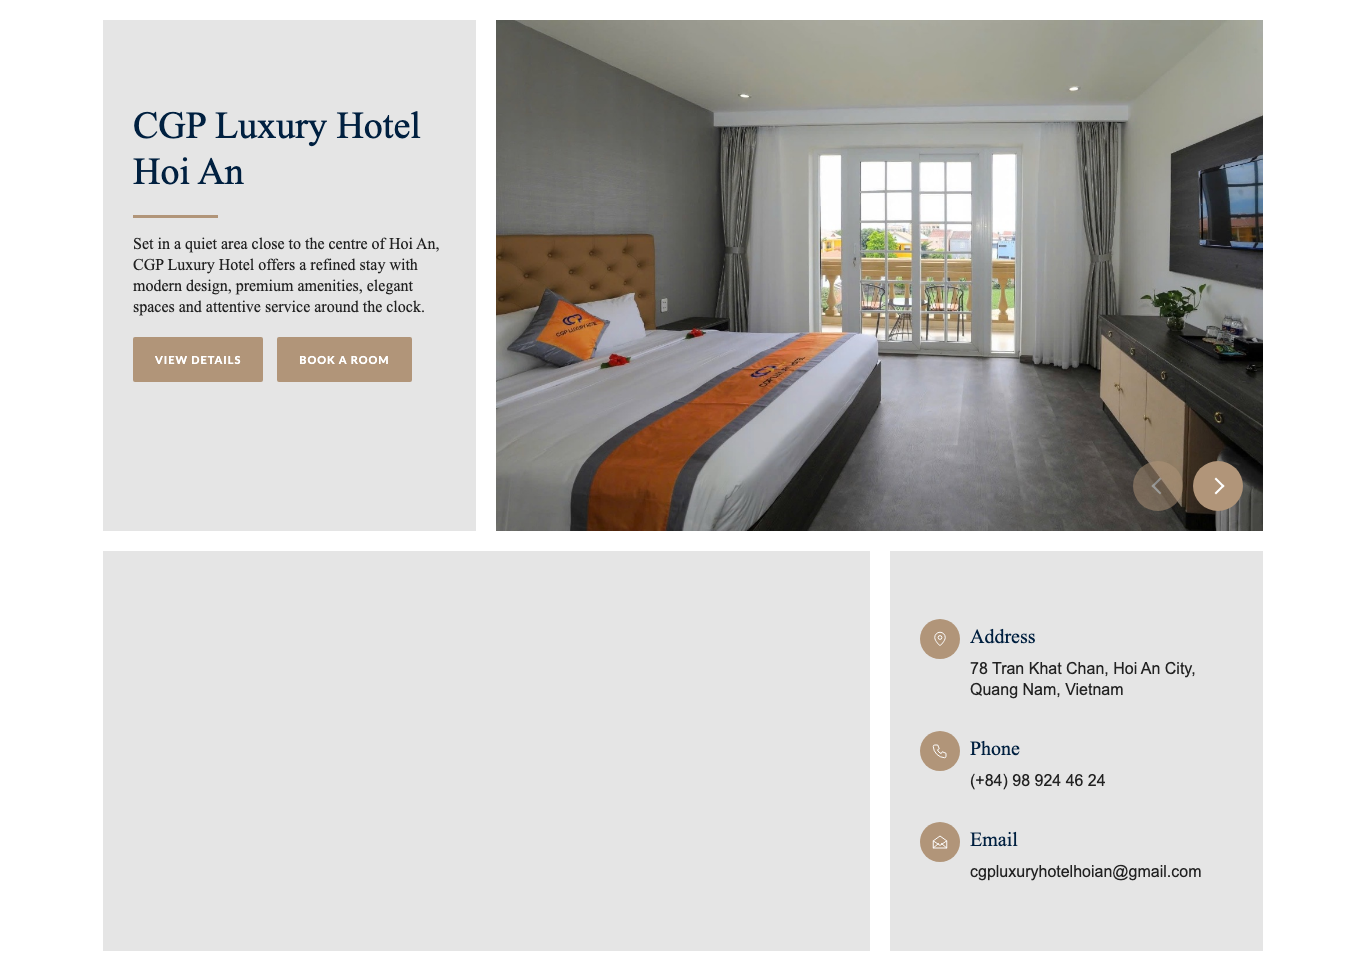 CGP Luxury Hotel
Hoi An
Set in a quiet area close to the centre of Hoi An,
CGP Luxury Hotel offers a refined stay with
modern design, premium amenities, elegant
spaces and attentive service around the clock.
VIEW DETAILS
BOOK A ROOM
Address
78 Tran Khat Chan, Hoi An City,
Quang Nam, Vietnam
Phone
(+84) 98 924 46 24
Email
cgpluxuryhotelhoian@gmail.com